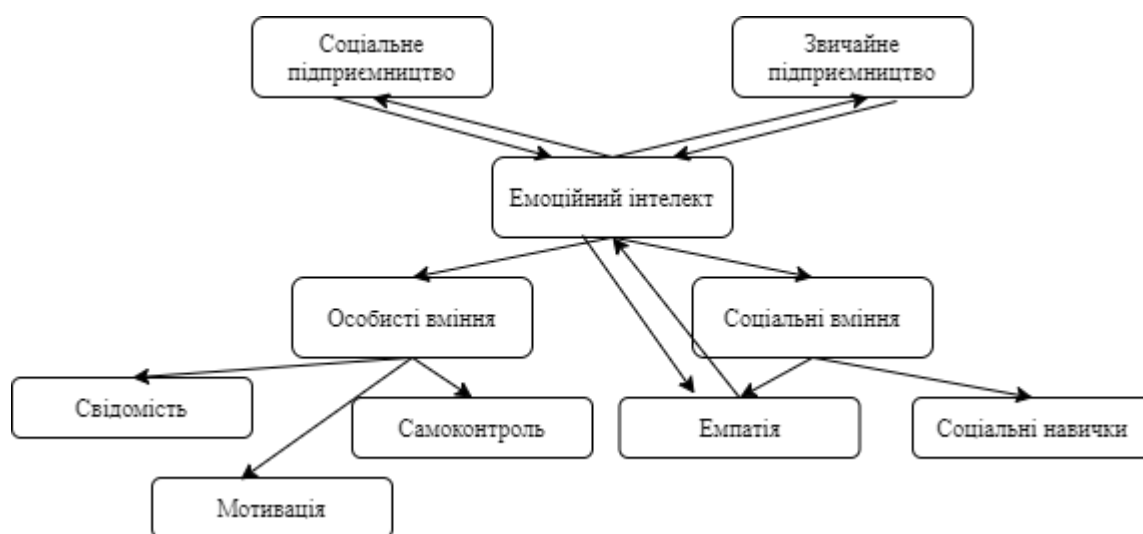 Соціальне
підприємництво
Звичайне
підприємництво
Емоційний інтелект
Особисті вміння
Соціальні вміння
Свідомість
Самоконтроль
Емпатія
Соціальні навички
Мотивація